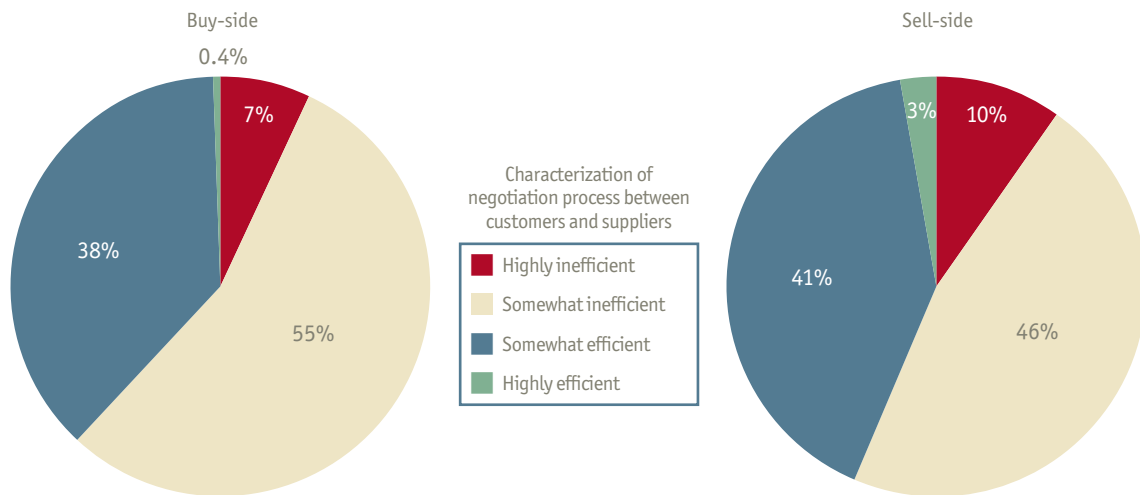 Buy-side
0.4%
7%
38%
55%
Characterization of
negotiation process between
customers and suppliers
Highly inefficient
Somewhat inefficient
Somewhat efficient
Highly efficient
Sell-side
3%
10%
41%
46%